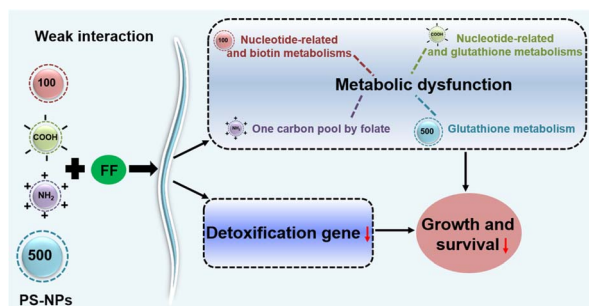 Weak interaction
100
COOH
NH2
500
PS-NPs
FF
100
Nucleotide-related
and biotin metabolisms
COOH
Nucleotide-related
and glutathione metabolisms
Metabolic dysfunction
NH2
One carbon pool by folate
500
Glutathione metabolism
Detoxification gene
Growth and
survival